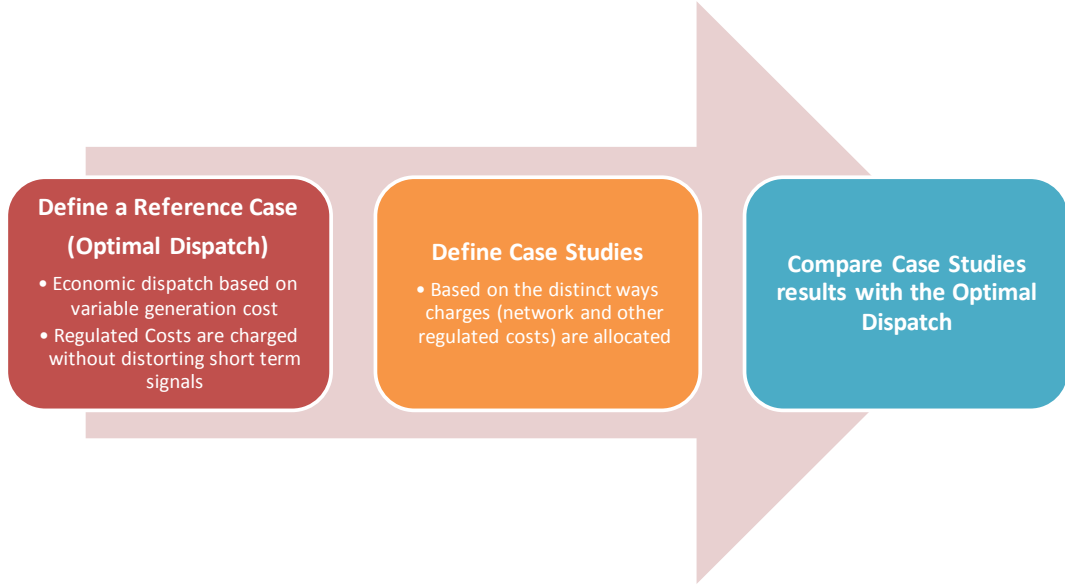 Define a Reference Case
(Optimal Dispatch)
• Economic dispatch based on
variable generation cost
• Regulated Costs are charged
without distorting short term
signals
Define Case Studies
• Based on the distinct ways
charges (network and other
regulated costs) are allocated
Compare Case Studies
results with the Optimal
Dispatch